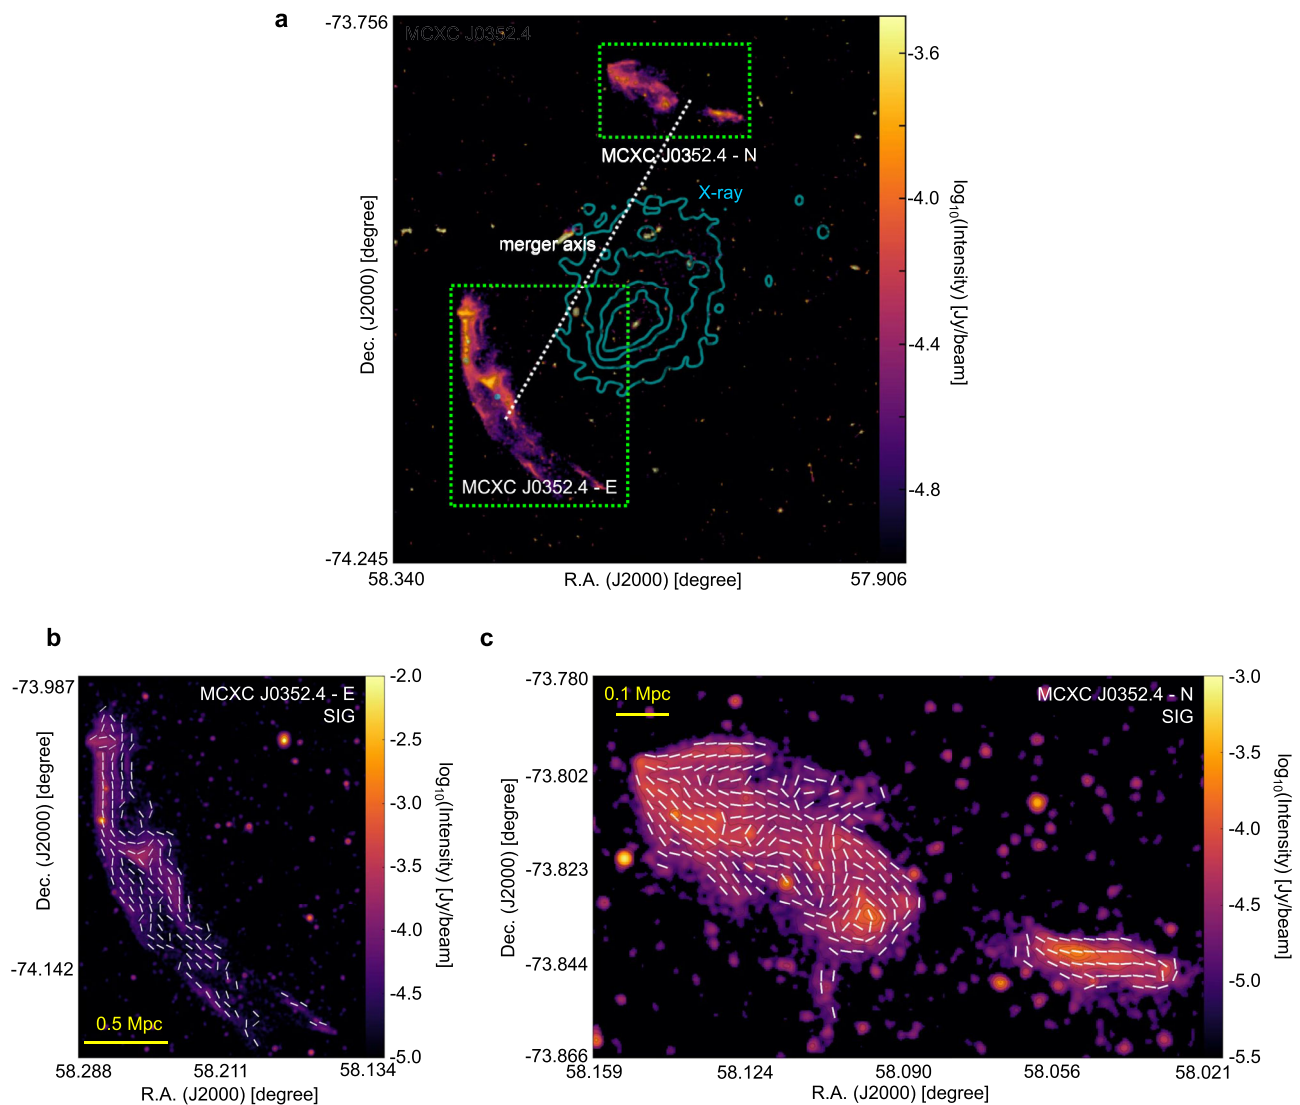 a
-73.756
MCXC J0352.4
-3.6
MCXC J0352.4 - N
X-ray
-4.0
merger axis
Dec. (J2000) [degree]
log10(Intensity) [Jy/beam]
-4.4
MCXC J0352.4 - E
-4.8
-74.245
58.340
R.A. (J2000) [degree]
57.906
b
-73.987
MCXC J0352.4 - E
SIG
-2.0
-2.5
-3.0
Dec. (J2000) [degree]
log10(Intensity) [Jy/beam]
-3.5
-4.0
-74.142
-4.5
0.5 Mpc
-5.0
58.288
58.211
58.134
R.A. (J2000) [degree]
c
-73.780
0.1 Mpc
MCXC J0352.4 - N
SIG
-3.0
-73.802
-3.5
Dec. (J2000) [degree]
log10(Intensity) [Jy/beam]
-4.0
-73.823
-4.5
-73.844
-5.0
-73.866
-5.5
58.159
58.124
58.090
58.056
58.021
R.A. (J2000) [degree]